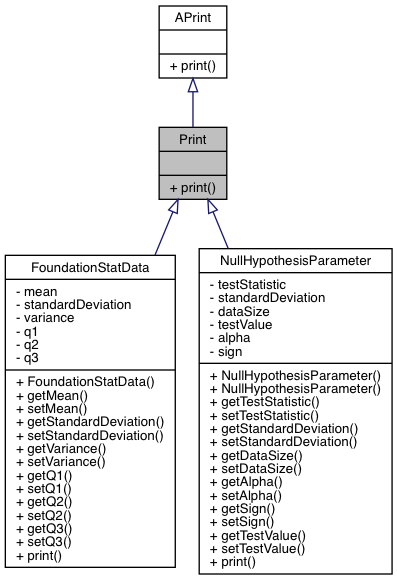 APrint
+ print()
Print
+ print()
FoundationStatData
- mean
- standardDeviation
- variance
- q1
- q2
- q3
+ FoundationStatData()
+ getMean()
+ setMean()
+ getStandardDeviation()
+ setStandardDeviation()
+ getVariance()
+ setVariance()
+ getQ1()
+ setQ1()
+ getQ2()
+ setQ2()
+ getQ3()
+ setQ3()
+ print()
NullHypothesisParameter
- testStatistic
- standardDeviation
- dataSize
- testValue
- alpha
- sign
+ NullHypothesisParameter()
+ NullHypothesisParameter()
+ getTestStatistic()
+ setTestStatistic()
+ getStandardDeviation()
+ setStandardDeviation()
+ getDataSize()
+ setDataSize()
+ getAlpha()
+ setAlpha()
+ getSign()
+ setSign()
+ getTestValue()
+ setTestValue()
+ print()